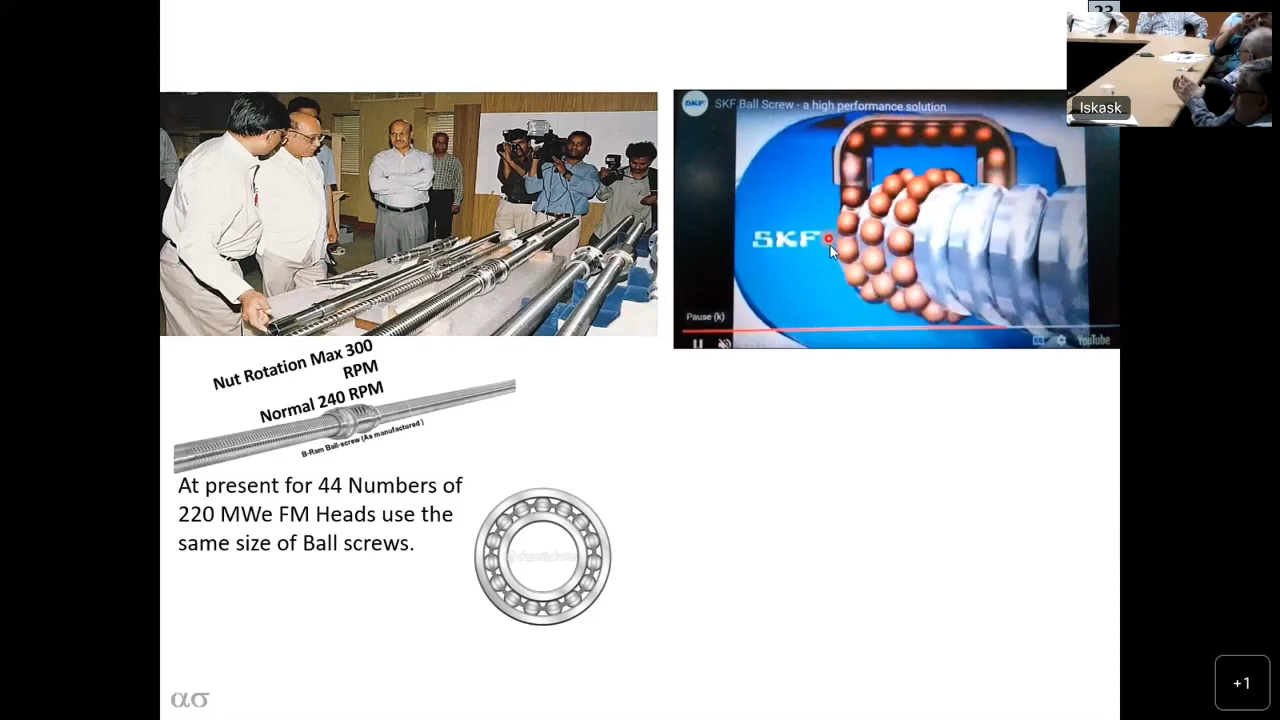 23
Iskask
SKF
SKF Ball Screw - a high performance solution
SKF
Pause (k)
YouTube
Nut Rotation Max 300
RPM
Normal 240 RPM
B-Ram Ball-screw (As manufactured )
At present for 44 Numbers of
220 MWe FM Heads use the
same size of Ball screws.
ασ
+1